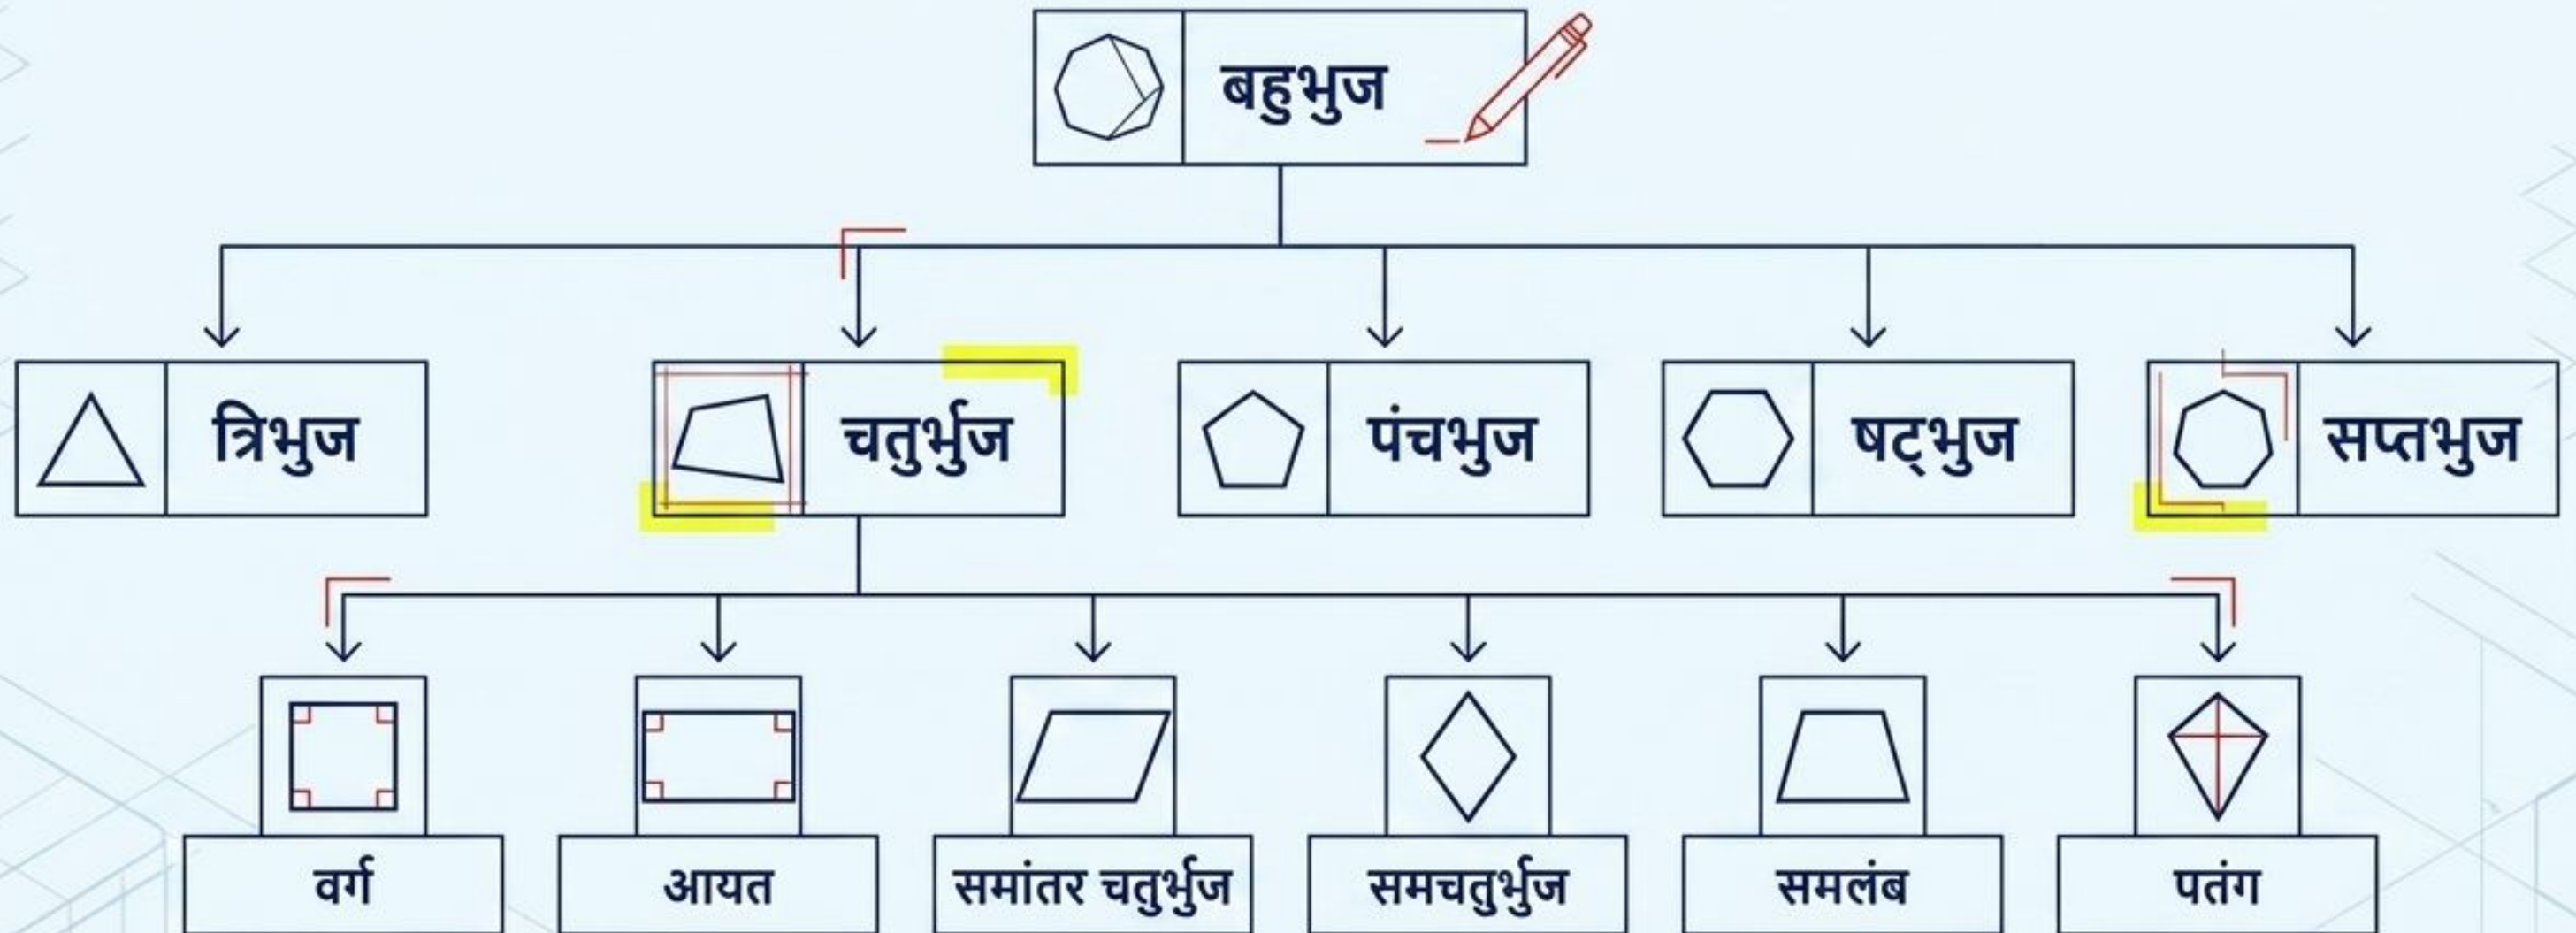 बहुभुज
त्रिभुज
चतुर्भुज
पंचभुज
षट्भुज
सप्तभुज
वर्ग
आयत
समांतर चतुर्भुज
समचतुर्भुज
समलंब
पतंग